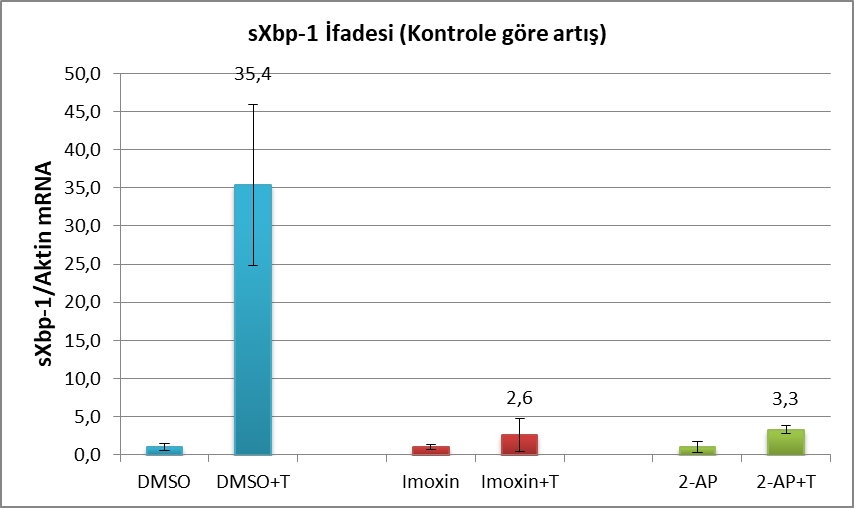 sXbp-1 İfadesi (Kontrole göre artış)
sXbp-1/Aktin mRNA
50,0
45,0
40,0
35,0
30,0
25,0
20,0
15,0
10,0
5,0
0,0
35,4
2,6
3,3
DMSO
DMSO+T
Imoxin
Imoxin+T
2-AP
2-AP+T